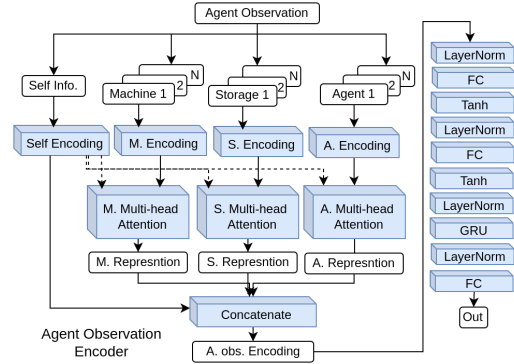 Agent Observation
Self Info.
Machine 1
2
N
Storage 1
2
N
Agent 1
2
N
Self Encoding
M. Encoding
S. Encoding
A. Encoding
M. Multi-head
Attention
S. Multi-head
Attention
A. Multi-head
Attention
M. Represntion
S. Represntion
A. Represntion
Concatenate
A. obs. Encoding
Agent Observation
Encoder
LayerNorm
FC
Tanh
LayerNorm
FC
Tanh
LayerNorm
GRU
LayerNorm
FC
Out